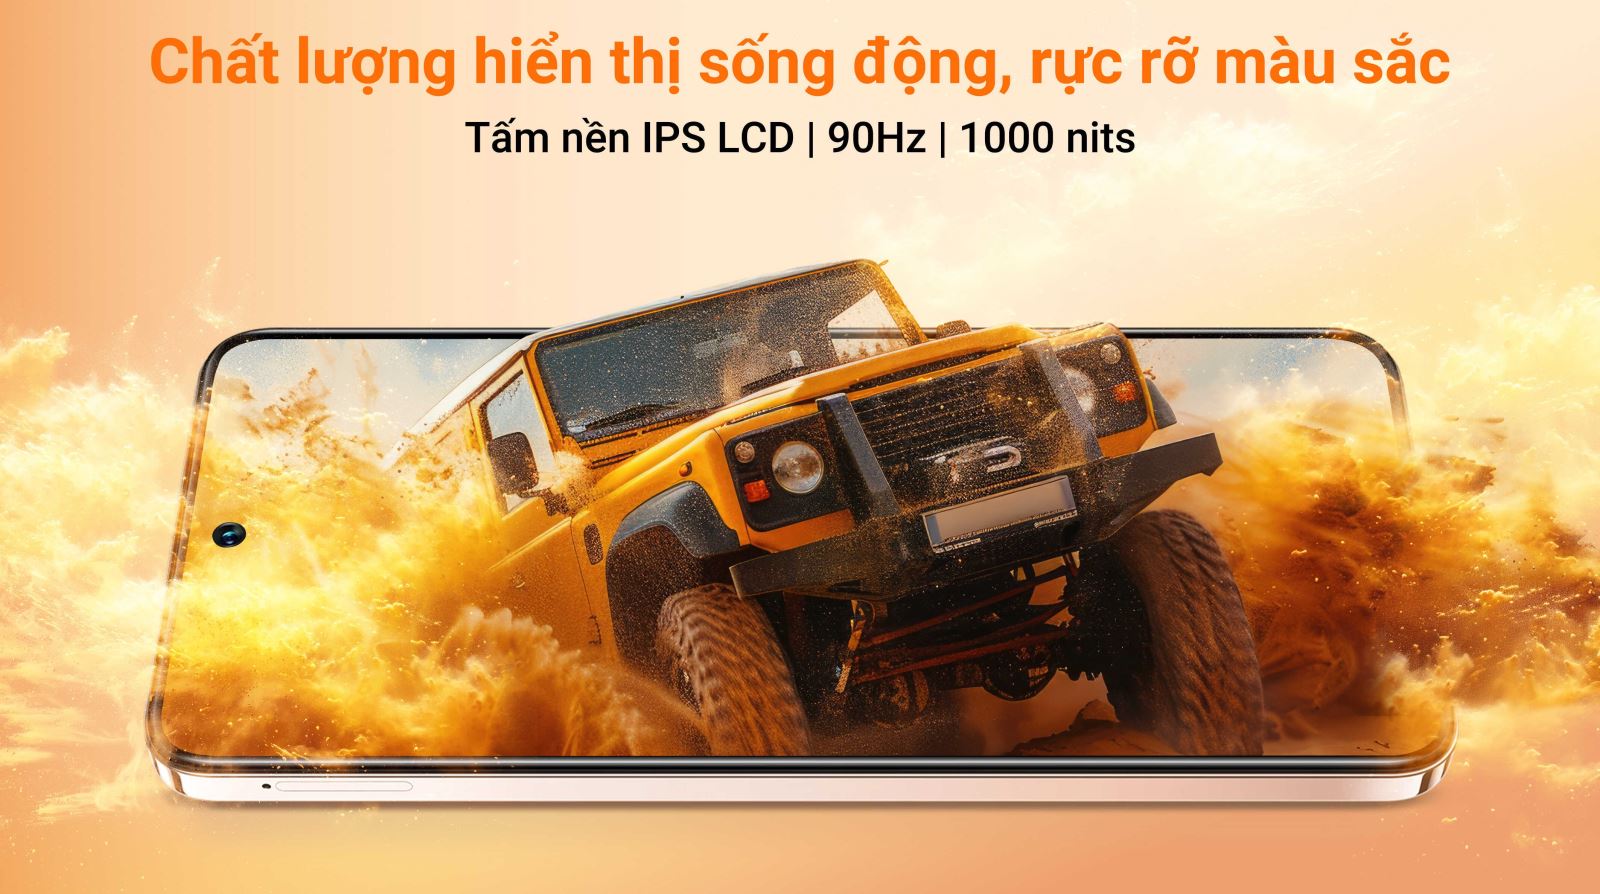 Chất lượng hiển thị sống động, rực rỡ màu sắc
Tấm nền IPS LCD | 90Hz | 1000 nits